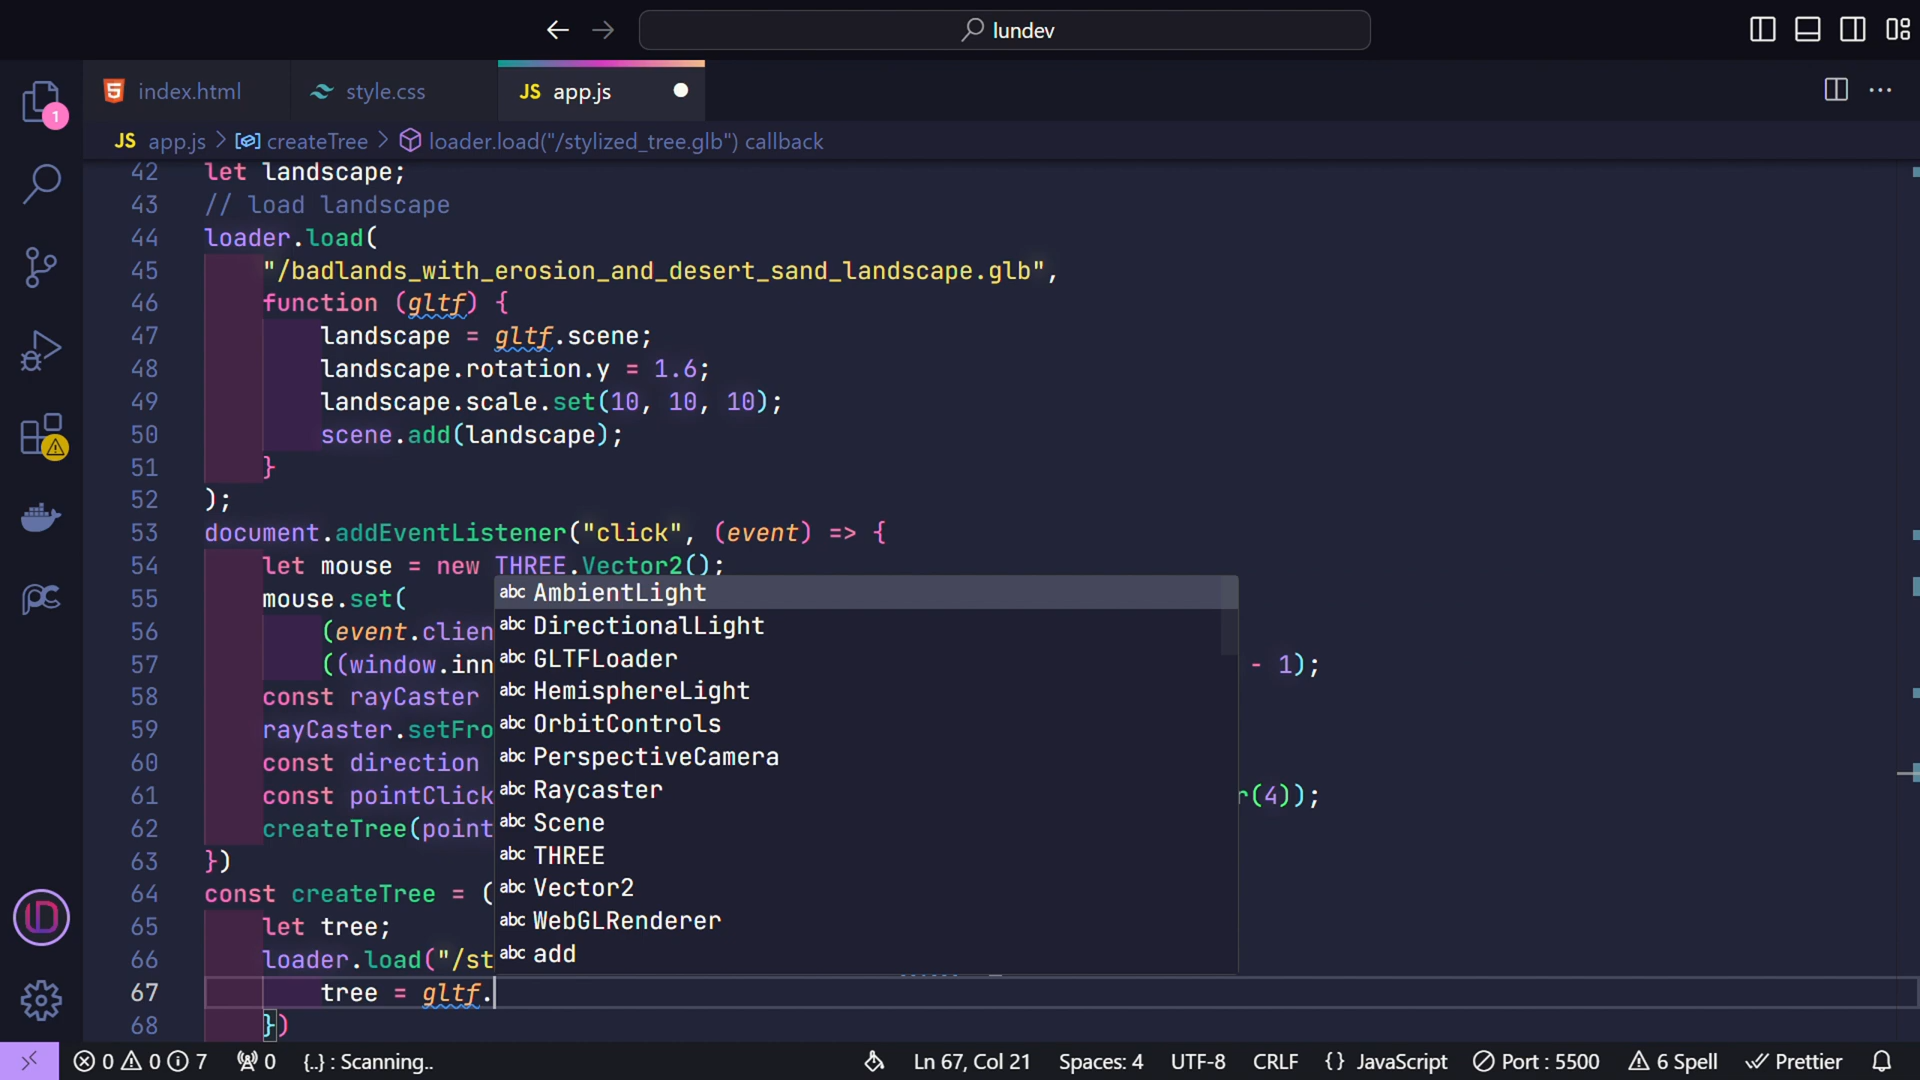 lundev
index.html
style.css
JS app.js
1
JS app.js > createTree > loader.load("/stylized_tree.glb") callback
42 let landscape;
43 // load landscape
44 loader.load(
45 "/badlands_with_erosion_and_desert_sand_landscape.glb",
46 function (gltf) {
47 landscape = gltf.scene;
48 landscape.rotation.y = 1.6;
49 landscape.scale.set(10, 10, 10);
50 scene.add(landscape);
51 }
52 );
53 document.addEventListener("click", (event) => {
54 let mouse = new THREE.Vector2();
55 mouse.set(
abc AmbientLight
56 (event.clien
abc DirectionalLight
57 ((window.inn
abc GLTFLoader
- 1);
58 const rayCaster
abc HemisphereLight
59 rayCaster.setFro
abc OrbitControls
60 const direction
abc PerspectiveCamera
61 const pointClick
abc Raycaster
r(4));
62 createTree(point
abc Scene
63 })
abc THREE
64 const createTree = (
abc Vector2
65 let tree;
abc WebGLRenderer
66 loader.load("/st
abc add
67 tree = gltf.
68 })
0 0 7 0 {..} : Scanning.. Ln 67, Col 21 Spaces: 4 UTF-8 CRLF {} JavaScript Port : 5500 6 Spell Prettier